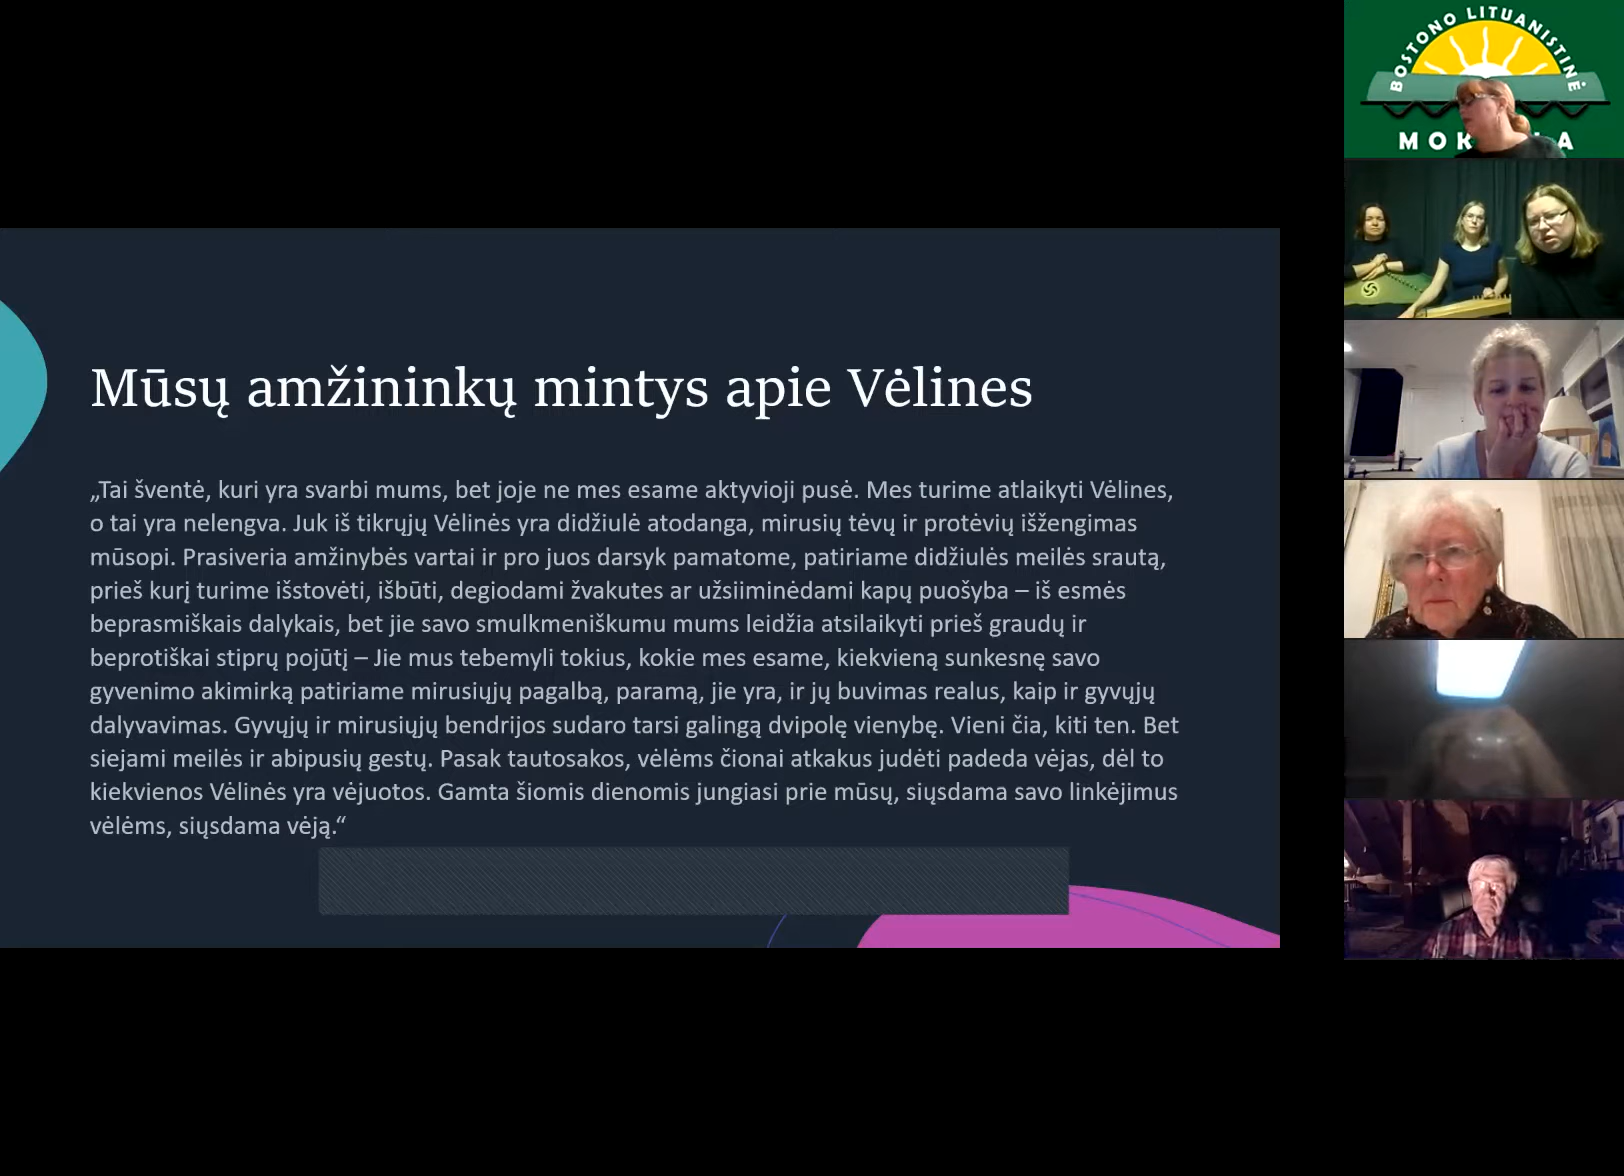 Mūsų amžininkų mintys apie Vėlines
„Tai šventė, kuri yra svarbi mums, bet joje ne mes esame aktyvioji pusė. Mes turime atlaikyti Vėlines,
o tai yra nelengva. Juk iš tikrųjų Vėlinės yra didžiulė atodanga, mirusių tėvų ir protėvių išžengimas
mūsopi. Prasiveria amžinybės vartai ir pro juos darsyk pamatome, patiriame didžiulės meilės srautą,
prieš kurį turime išstovėti, išbūti, degiodami žvakutes ar užsiiminėdami kapų puošyba – iš esmės
beprasmiškais dalykais, bet jie savo smulkmeniškumu mums leidžia atsilaikyti prieš graudų ir
beprotiškai stiprų pojūtį – Jie mus tebemyli tokius, kokie mes esame, kiekvieną sunkesnę savo
gyvenimo akimirką patiriame mirusiųjų pagalbą, paramą, jie yra, ir jų buvimas realus, kaip ir gyvųjų
dalyvavimas. Gyvųjų ir mirusiųjų bendrijos sudaro tarsi galingą dvipolę vienybę. Vieni čia, kiti ten. Bet
siejami meilės ir abipusių gestų. Pasak tautosakos, vėlėms čionai atkakus judėti padeda vėjas, dėl to
kiekvienos Vėlinės yra vėjuotos. Gamta šiomis dienomis jungiasi prie mūsų, siųsdama savo linkėjimus
vėlėms, siųsdama vėją.“
BOSTONO LITUANISTINĖ